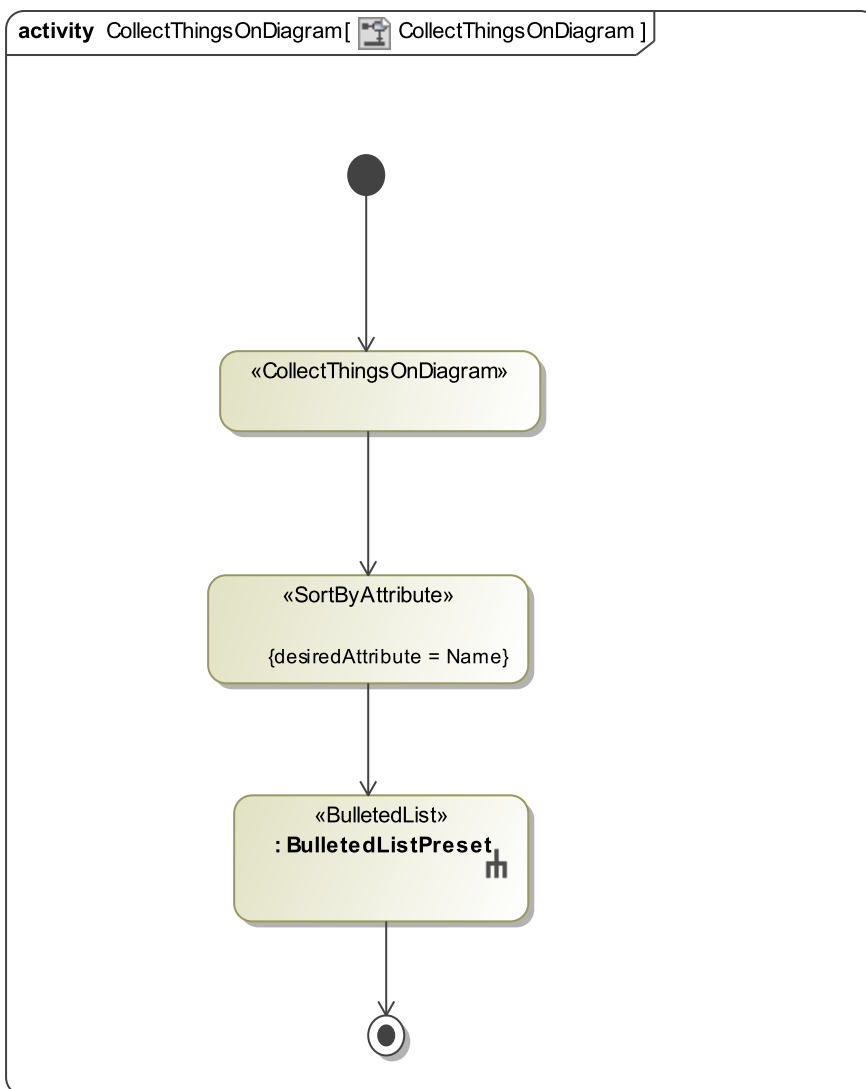 activity CollectThingsOnDiagram[ CollectThingsOnDiagram ]
«CollectThingsOnDiagram»
«SortByAttribute»
{desiredAttribute = Name}
«BulletedList»
: BulletedListPreset